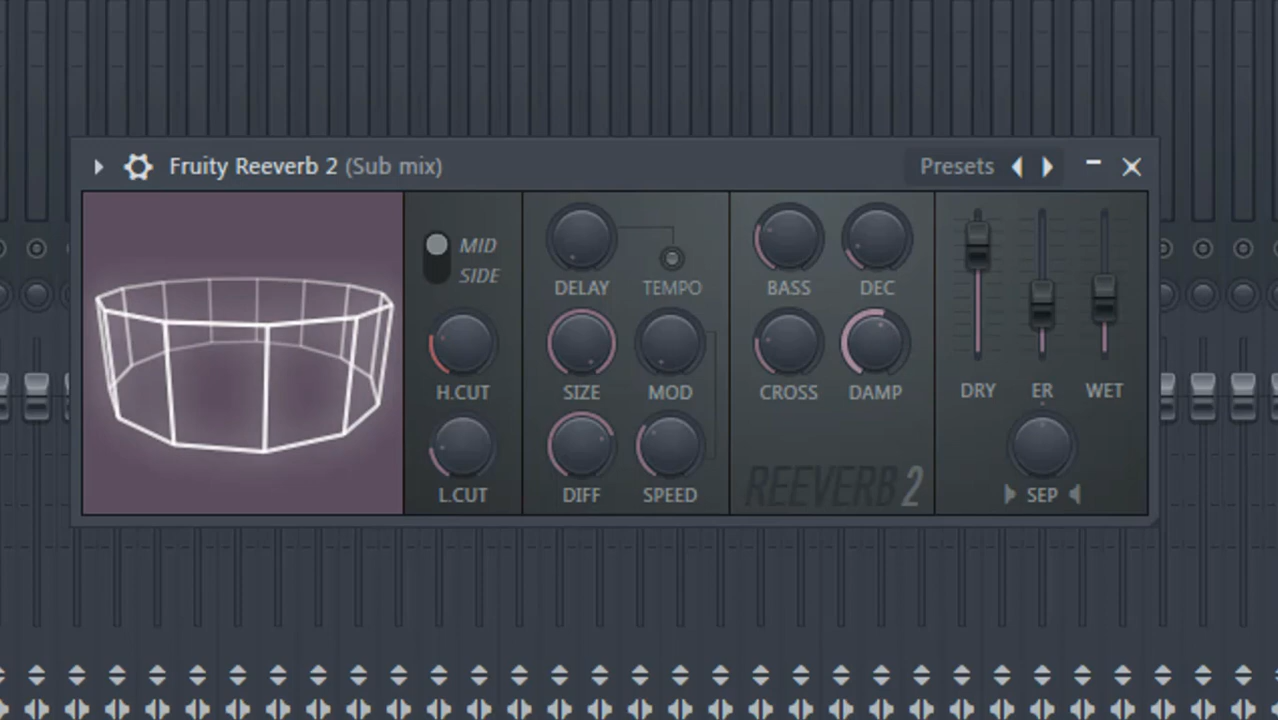 Fruity Reeverb 2 (Sub mix)
Presets
MID
SIDE
DELAY
TEMPO
BASS
DEC
H.CUT
SIZE
MOD
CROSS
DAMP
DRY
ER
WET
L.CUT
DIFF
SPEED
REEVERB 2
SEP